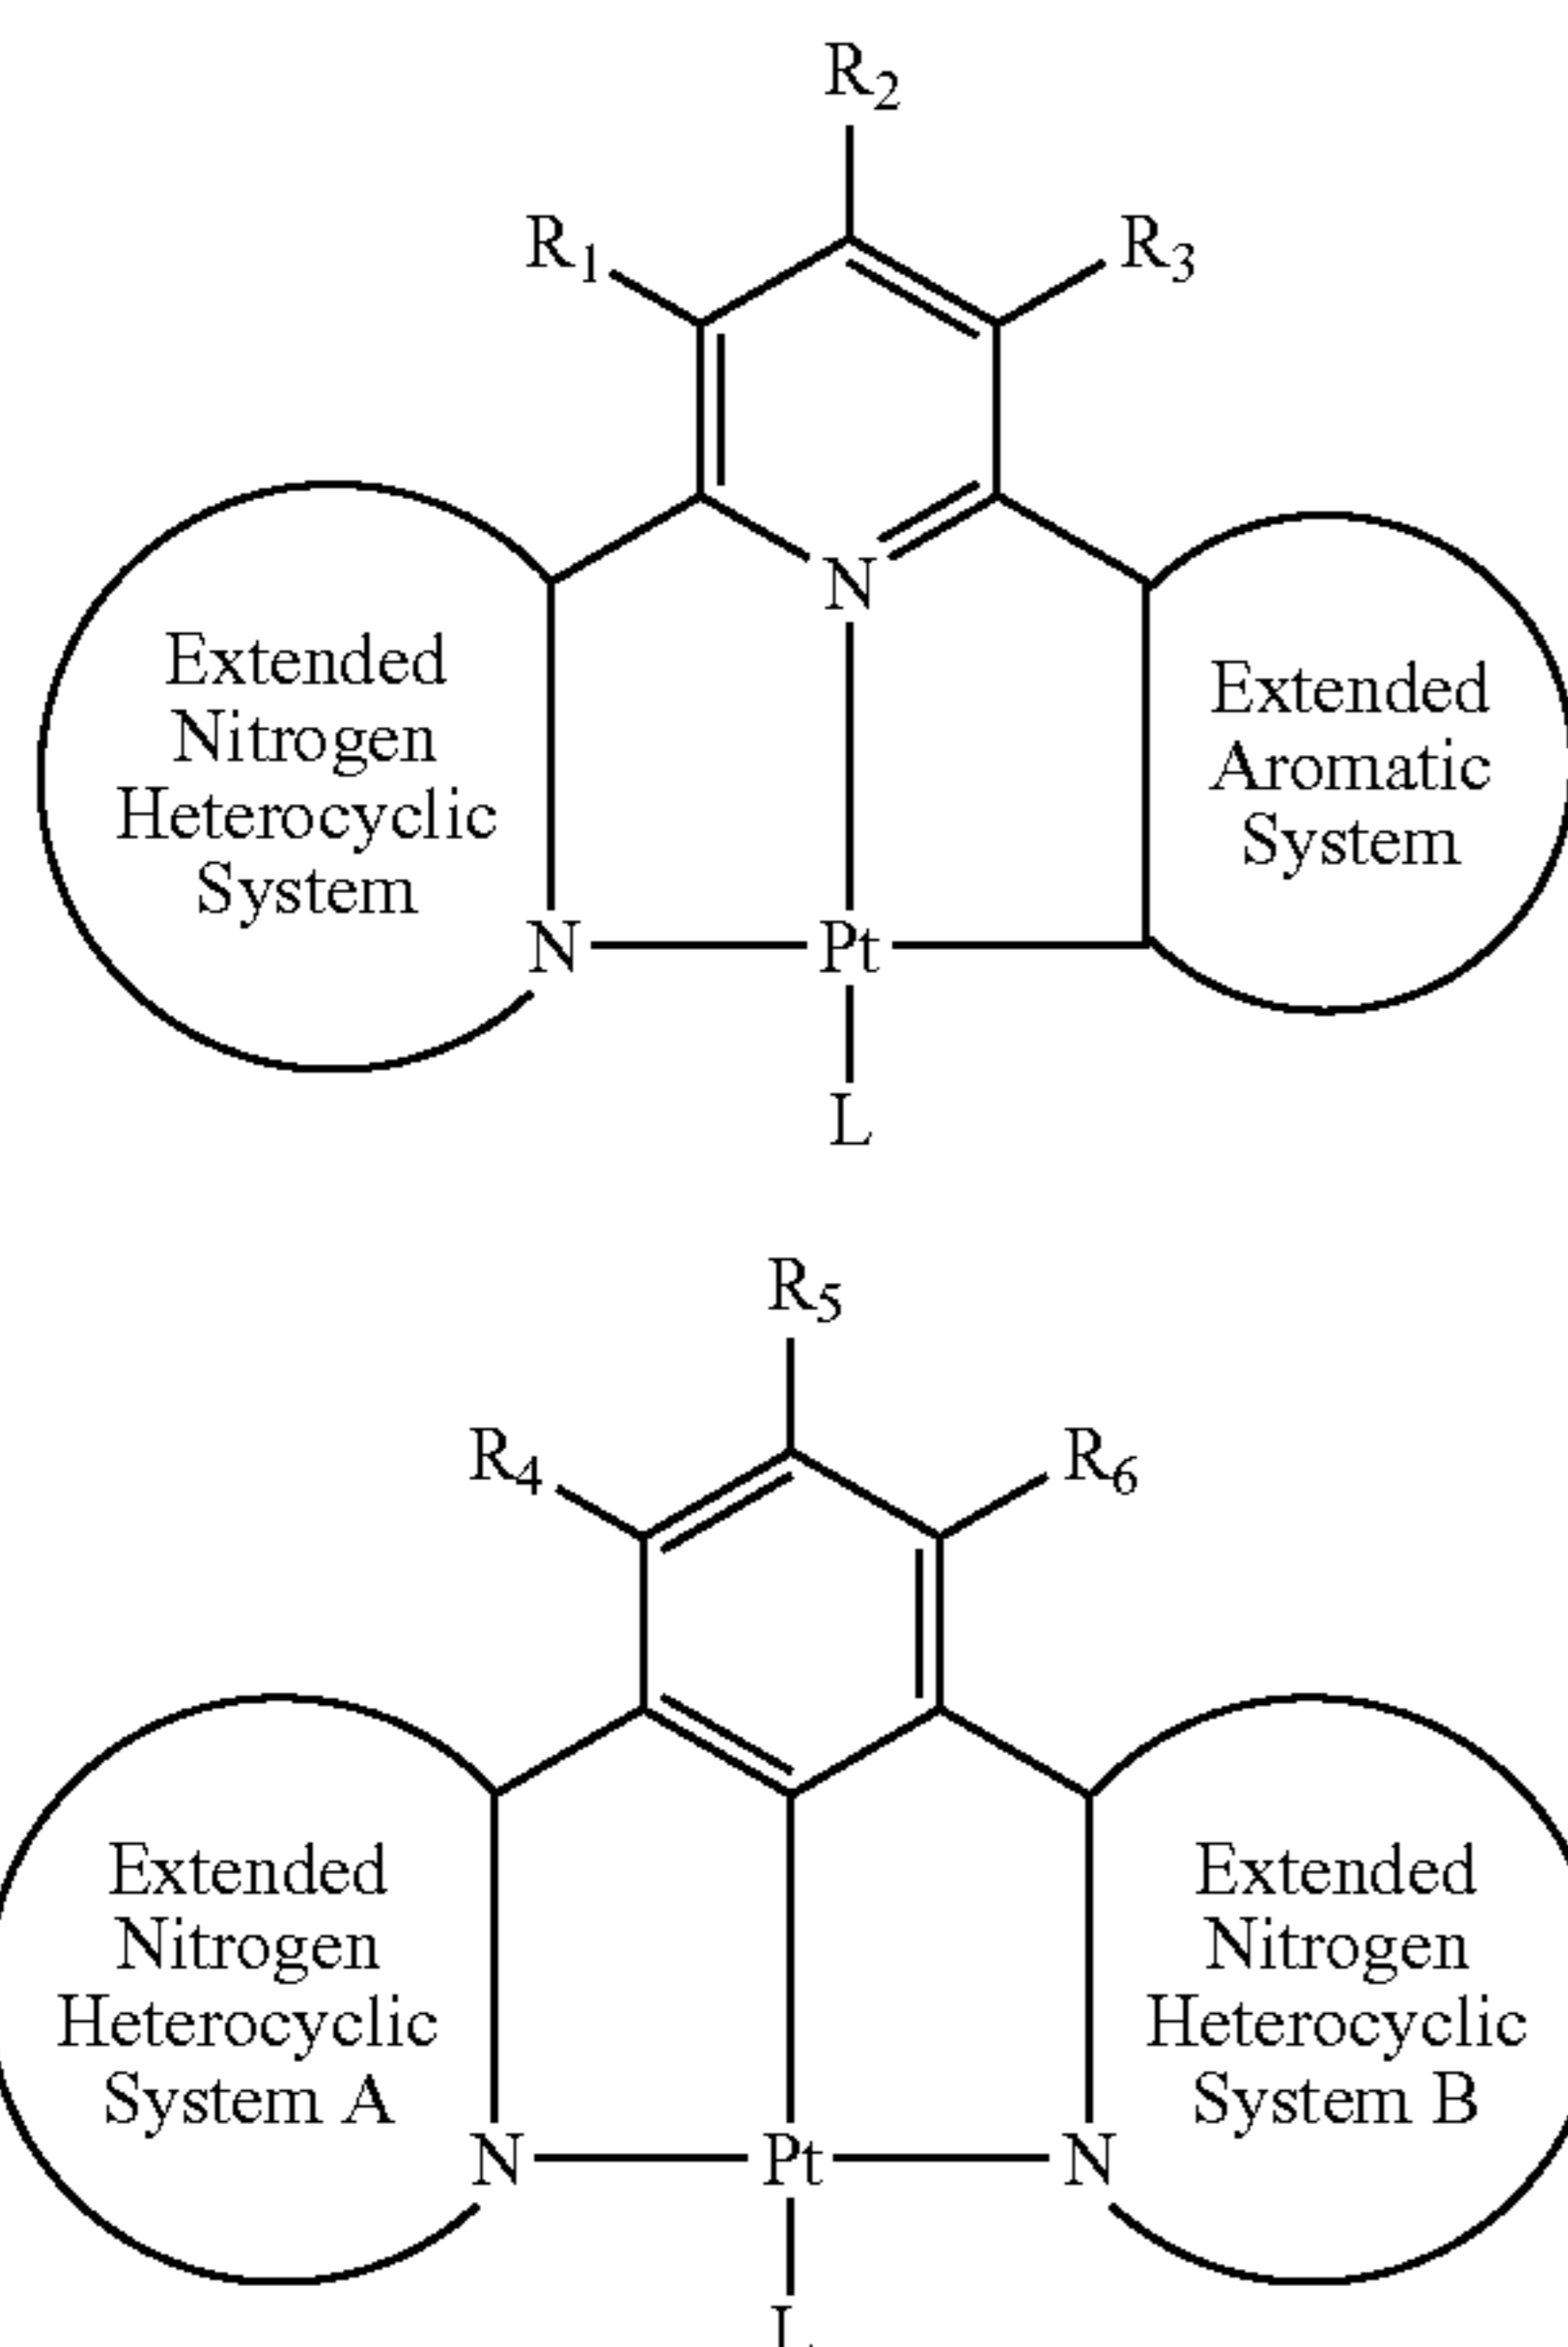 R₂
R₁
R₃
N
Extended
Nitrogen
Heterocyclic
System
Extended
Aromatic
System
N
Pt
L
R₅
R₄
R₆
Extended
Nitrogen
Heterocyclic
System A
Extended
Nitrogen
Heterocyclic
System B
N
Pt
N
L